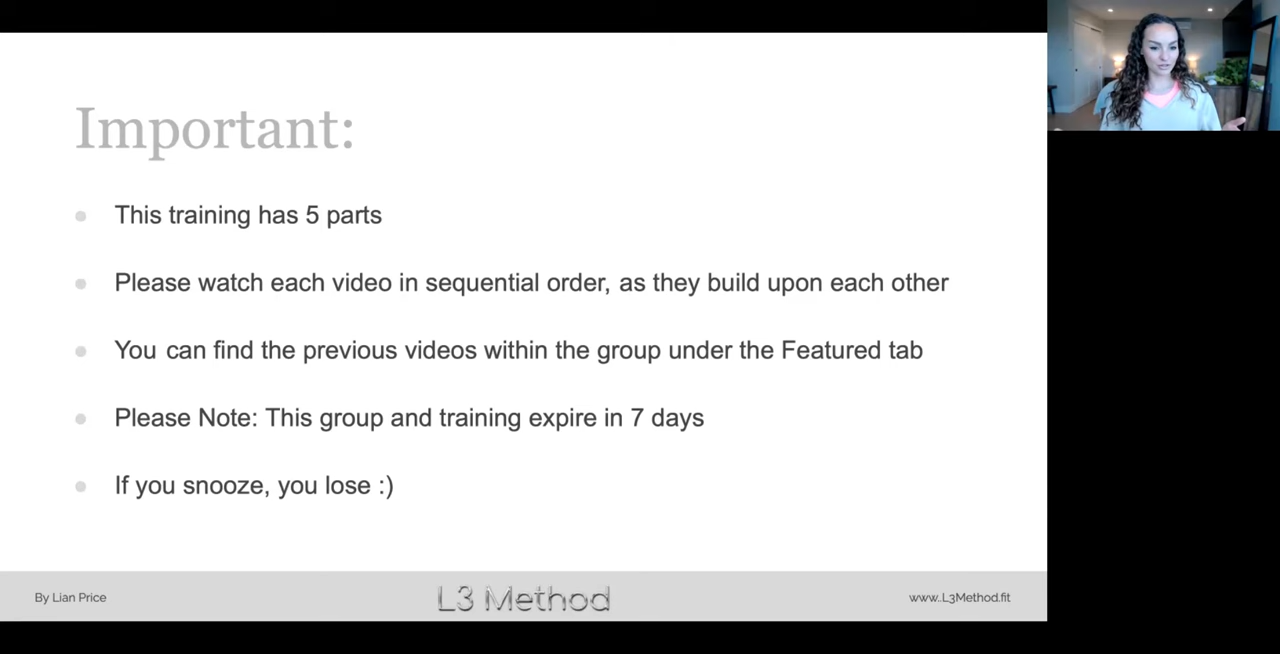 Important:
This training has 5 parts
Please watch each video in sequential order, as they build upon each other
You can find the previous videos within the group under the Featured tab
Please Note: This group and training expire in 7 days
If you snooze, you lose :)
By Lian Price
L3 Method
www..L3Method.fit